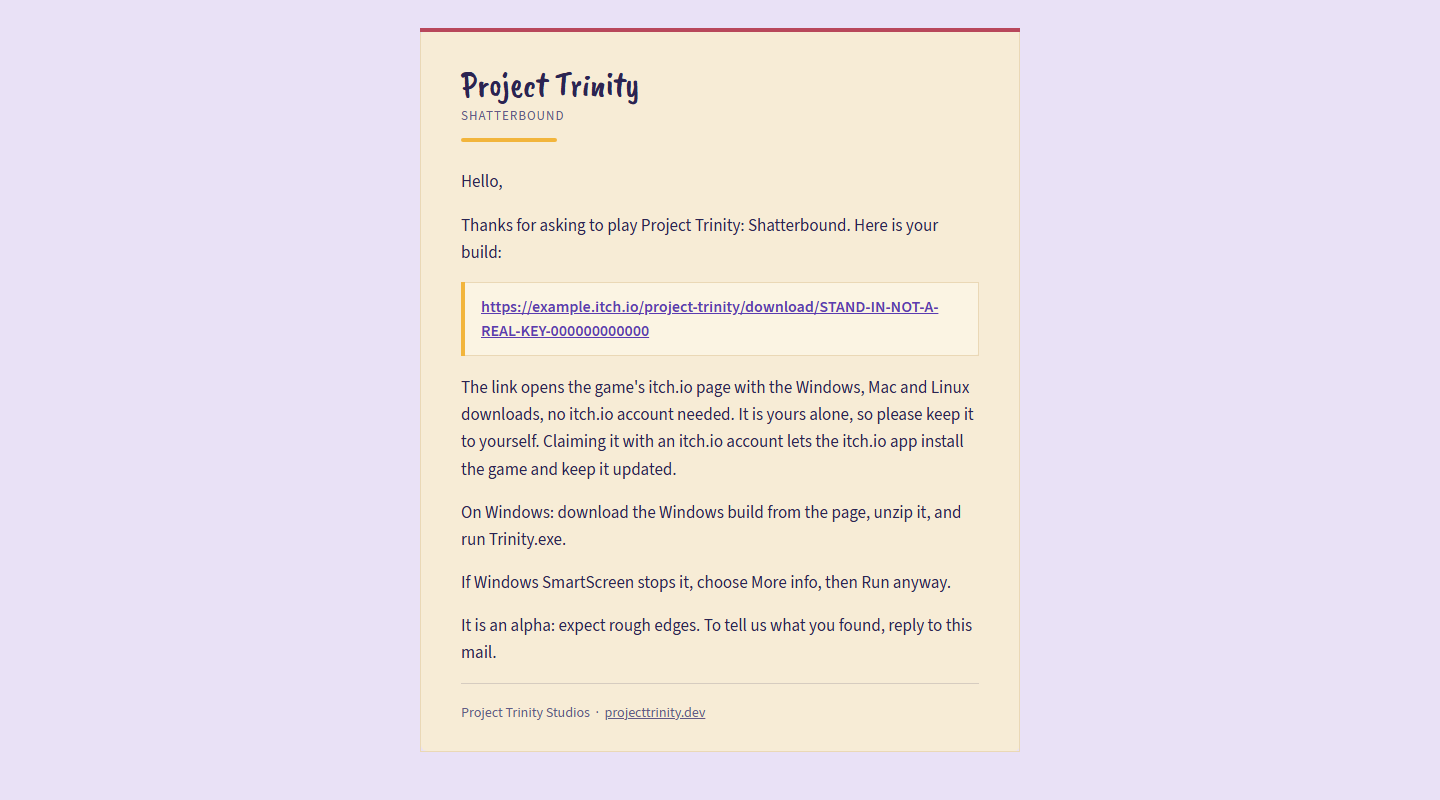 Project Trinity
SHATTERBOUND
Hello,
Thanks for asking to play Project Trinity: Shatterbound. Here is your
build:
https://example.itch.io/project-trinity/download/STAND-IN-NOT-A-
REAL-KEY-000000000000
The link opens the game's itch.io page with the Windows, Mac and Linux
downloads, no itch.io account needed. It is yours alone, so please keep it
to yourself. Claiming it with an itch.io account lets the itch.io app install
the game and keep it updated.
On Windows: download the Windows build from the page, unzip it, and
run Trinity.exe.
If Windows SmartScreen stops it, choose More info, then Run anyway.
It is an alpha: expect rough edges. To tell us what you found, reply to this
mail.
Project Trinity Studios · projecttrinity.dev